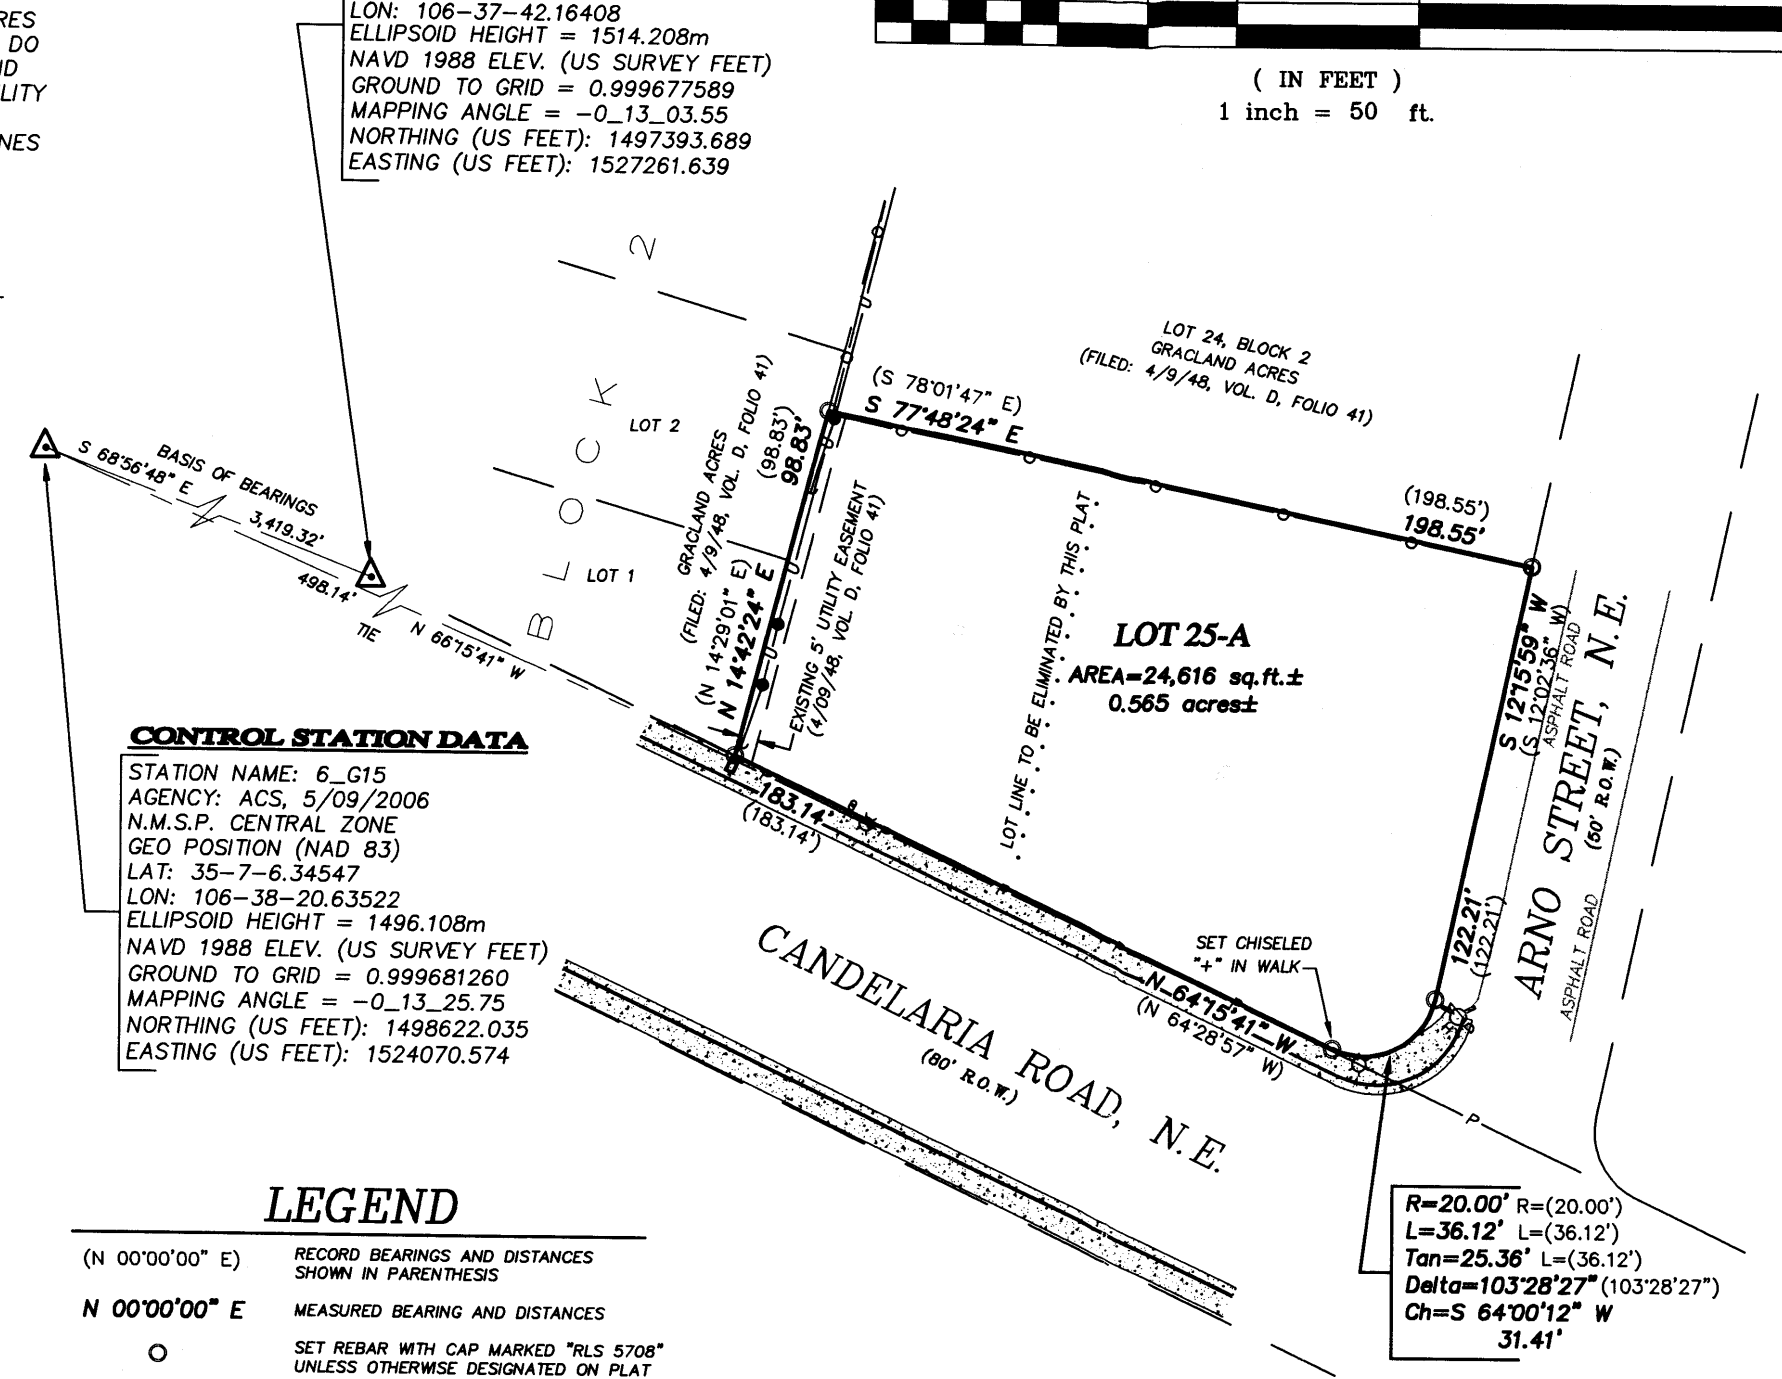 RES
DO
ID
LITY
NES
LON: 106-37-42.16408
ELLIPSOID HEIGHT = 1514.208m
NAVD 1988 ELEV. (US SURVEY FEET)
GROUND TO GRID = 0.999677589
MAPPING ANGLE = -0_13_03.55
NORTHING (US FEET): 1497393.689
EASTING (US FEET): 1527261.639
( IN FEET )
1 inch = 50 ft.
BLOCK 2
LOT 2
LOT 1
GRACLAND ACRES
(FILED: 4/9/48, VOL. D, FOLIO 41)
(98.83')
98.83'
(N 14°29'01" E)
N 14°42'24" E
EXISTING 5' UTILITY EASEMENT
(4/09/48, VOL. D, FOLIO 41)
(S 78°01'47" E)
S 77°48'24" E
LOT 24, BLOCK 2
GRACLAND ACRES
(FILED: 4/9/48, VOL. D, FOLIO 41)
(198.55')
198.55'
S 68°56'48" E
BASIS OF BEARINGS
3,419.32'
498.14'
TIE
N 66°15'41" W
LOT LINE TO BE ELIMINATED BY THIS PLAT
LOT 25-A
AREA=24,616 sq.ft.±
0.565 acres±
S 12°15'59" W
(S 12°02'36" W)
122.21'
(122.21')
ASPHALT ROAD
ARNO STREET, N.E.
(60' R.O.W.)
ASPHALT ROAD
CONTROL STATION DATA
STATION NAME: 6_G15
AGENCY: ACS, 5/09/2006
N.M.S.P. CENTRAL ZONE
GEO POSITION (NAD 83)
LAT: 35-7-6.34547
LON: 106-38-20.63522
ELLIPSOID HEIGHT = 1496.108m
NAVD 1988 ELEV. (US SURVEY FEET)
GROUND TO GRID = 0.999681260
MAPPING ANGLE = -0_13_25.75
NORTHING (US FEET): 1498622.035
EASTING (US FEET): 1524070.574
183.14'
(183.14')
SET CHISELED
"+" IN WALK
N 64°15'41" W
(N 64°28'57" W)
CANDELARIA ROAD, N.E.
(80' R.O.W.)
P
R=20.00' R=(20.00')
L=36.12' L=(36.12')
Tan=25.36' L=(36.12')
Delta=103°28'27" (103°28'27")
Ch=S 64°00'12" W
31.41'
LEGEND
(N 00°00'00" E) RECORD BEARINGS AND DISTANCES
SHOWN IN PARENTHESIS
N 00°00'00" E MEASURED BEARING AND DISTANCES
SET REBAR WITH CAP MARKED "RLS 5708"
UNLESS OTHERWISE DESIGNATED ON PLAT